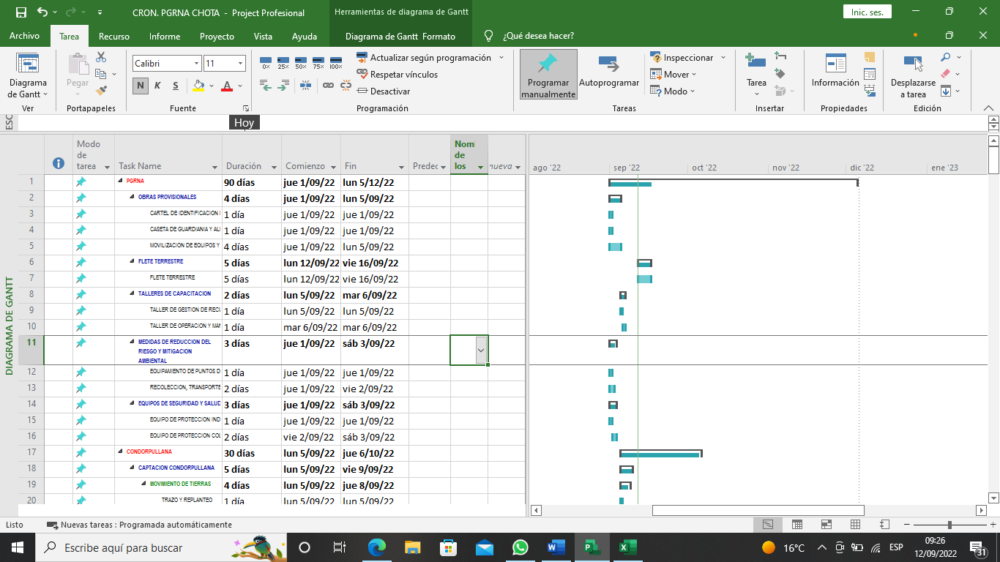 CRON. PGRNA CHOTA - Project Profesional
Herramientas de diagrama de Gantt
Inic. ses.
Archivo Tarea Recurso Informe Proyecto Vista Ayuda Diagrama de Gantt Formato ¿Qué desea hacer?
Diagrama de Gantt
Ver
Pegar
Portapapeles
Calibri 11
N K S A
Fuente
0% 25% 50% 75% 100%
Actualizar según programación
Respetar vínculos
Desactivar
Programación
Programar manualmente
Autoprogramar
Inspeccionar
Mover
Modo
Tareas
Tarea
Insertar
Información
Propiedades
Desplazarse a tarea
Edición
ESC
Hoy
DIAGRAMA DE GANTT
Modo de tarea Task Name Duración Comienzo Fin Predec Nom de los nueva
ago '22 sep '22 oct '22 nov '22 dic '22 ene '23
1 PGRNA 90 días jue 1/09/22 lun 5/12/22
2 OBRAS PROVISIONALES 4 días jue 1/09/22 lun 5/09/22
3 CARTEL DE IDENTIFICACION 1 día jue 1/09/22 jue 1/09/22
4 CASETA DE GUARDIANIA Y AL 1 día jue 1/09/22 jue 1/09/22
5 MOVILIZACION DE EQUIPOS Y 4 días jue 1/09/22 lun 5/09/22
6 FLETE TERRESTRE 5 días lun 12/09/22 vie 16/09/22
7 FLETE TERRESTRE 5 días lun 12/09/22 vie 16/09/22
8 TALLERES DE CAPACITACION 2 días lun 5/09/22 mar 6/09/22
9 TALLER DE GESTION DE RECU 1 día lun 5/09/22 lun 5/09/22
10 TALLER DE OPERACION Y MAN 1 día mar 6/09/22 mar 6/09/22
11 MEDIDAS DE REDUCCION DEL 3 días jue 1/09/22 sáb 3/09/22
RIESGO Y MITIGACION
AMBIENTAL
12 EQUIPAMIENTO DE PUNTOS D 1 día jue 1/09/22 jue 1/09/22
13 RECOLECCION, TRANSPORTE 2 días jue 1/09/22 vie 2/09/22
14 EQUIPOS DE SEGURIDAD Y SALUD 3 días jue 1/09/22 sáb 3/09/22
15 EQUIPO DE PROTECCION IND 1 día jue 1/09/22 jue 1/09/22
16 EQUIPO DE PROTECCION COL 2 días vie 2/09/22 sáb 3/09/22
17 CONDORPULLANA 30 días lun 5/09/22 jue 6/10/22
18 CAPTACION CONDORPULLANA 5 días lun 5/09/22 vie 9/09/22
19 MOVIMIENTO DE TIERRAS 4 días lun 5/09/22 jue 8/09/22
20 TRAZO Y REPLANTEO 1 día lun 5/09/22 lun 5/09/22
Listo Nuevas tareas : Programada automáticamente
Escribe aquí para buscar
16°C ESP 09:26
12/09/2022 31